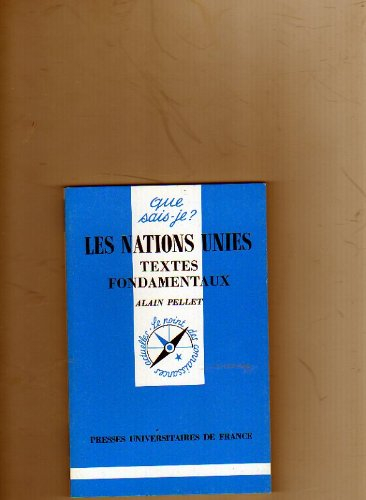 que
sais-je?
LES NATIONS UNIES
TEXTES
FONDAMENTAUX
ALAIN PELLET
le point des connaissances actuelles
PRESSES UNIVERSITAIRES DE FRANCE